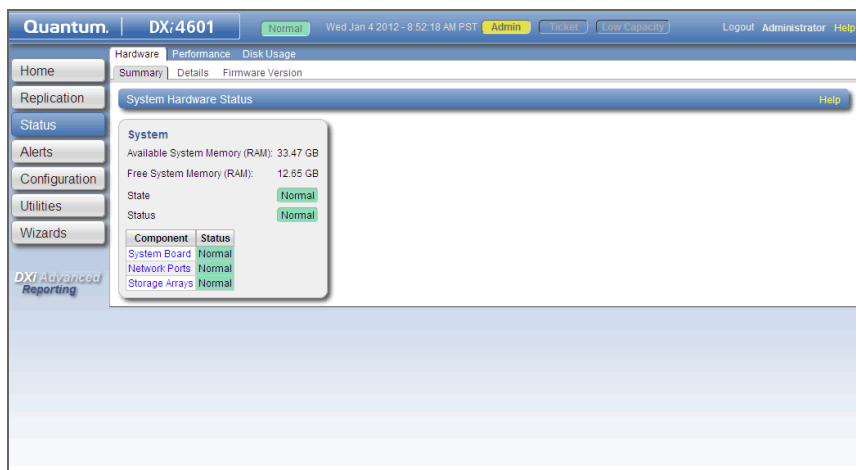 Quantum. DXi4601 Normal Wed Jan 4 2012 - 8:52:18 AM PST Admin Ticket Low Capacity Logout Administrator Help
Hardware Performance Disk Usage
Summary Details Firmware Version
Home
Replication
Status
Alerts
Configuration
Utilities
Wizards
DXi Advanced
Reporting
System Hardware Status Help
System
Available System Memory (RAM): 33.47 GB
Free System Memory (RAM): 12.65 GB
State Normal
Status Normal
Component Status
System Board Normal
Network Ports Normal
Storage Arrays Normal